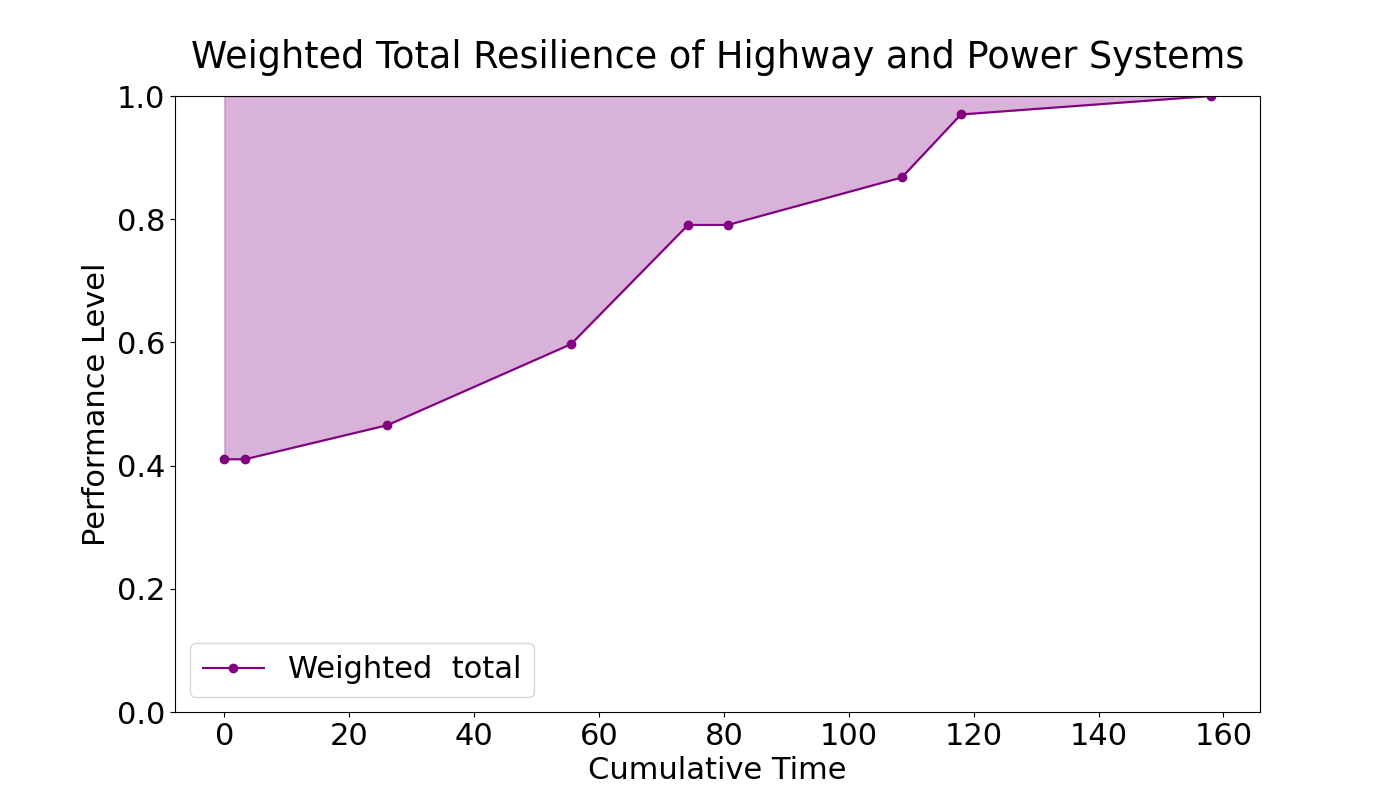 Weighted Total Resilience of Highway and Power Systems
1.0
0.8
0.6
0.4
0.2
0.0
Performance Level
Weighted  total
0 20 40 60 80 100 120 140 160
Cumulative Time